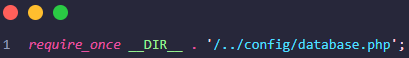 1 require_once __DIR__ . '/../config/database.php';